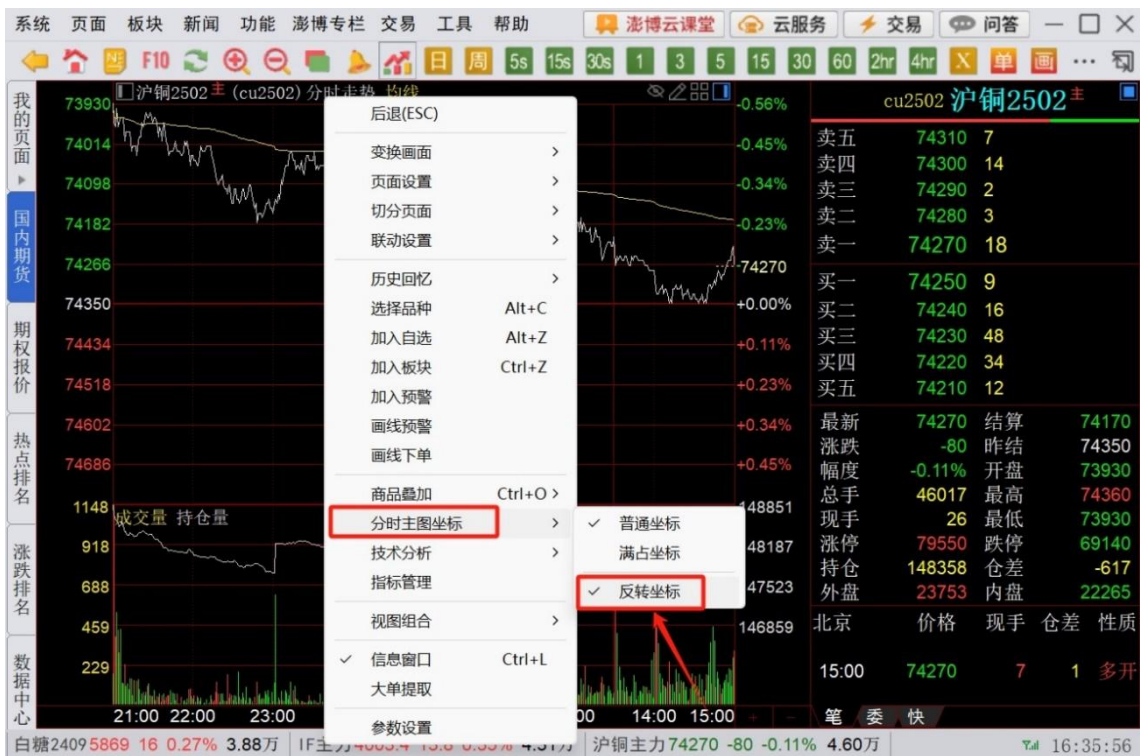 系统 页面 板块 新闻 功能 澎博专栏 交易 工具 帮助 澎博云课堂 云服务 交易 问答
F10 日 周 5s 15s 30s 1 3 5 15 30 60 2hr 4hr X 单 画
我的页面
国内期货
期权报价
热点排名
涨跌排名
数据中心
沪铜2502主 (cu2502) 分时走势 均线
73930 -0.56%
74014 -0.45%
74098 -0.34%
74182 -0.23%
74266 74270
74350 +0.00%
74434 +0.11%
74518 +0.23%
74602 +0.34%
74686 +0.45%
1148 148851
成交量 持仓量
918 148187
688 147523
459 146859
229
21:00 22:00 23:00 14:00 15:00
后退(ESC)
变换画面
页面设置
切分页面
联动设置
历史回忆
选择品种 Alt+C
加入自选 Alt+Z
加入板块 Ctrl+Z
加入预警
画线预警
画线下单
商品叠加 Ctrl+O
分时主图坐标
技术分析
指标管理
视图组合
信息窗口 Ctrl+L
大单提取
参数设置
普通坐标
满占坐标
反转坐标
cu2502 沪铜2502主
卖五 74310 7
卖四 74300 14
卖三 74290 2
卖二 74280 3
卖一 74270 18
买一 74250 9
买二 74240 16
买三 74230 48
买四 74220 34
买五 74210 12
最新 74270 结算 74170
涨跌 -80 昨结 74350
幅度 -0.11% 开盘 73930
总手 46017 最高 74360
现手 26 最低 73930
涨停 79550 跌停 69140
持仓 148358 仓差 -617
外盘 23753 内盘 22265
北京 价格 现手 仓差 性质
15:00 74270 7 1 多开
笔 委 快
白糖2409 5869 16 0.27% 3.88万 IF主力 沪铜主力 74270 -80 -0.11 4.60万 16:35:56